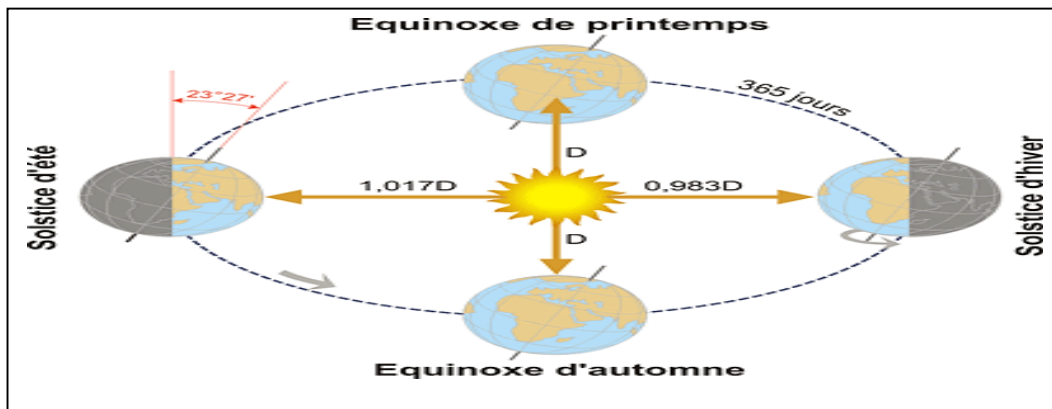 Equinoxe de printemps
23°27'
365 jours
D
Solstice d'été
1,017D
0,983D
Solstice d'hiver
D
Equinoxe d'automne